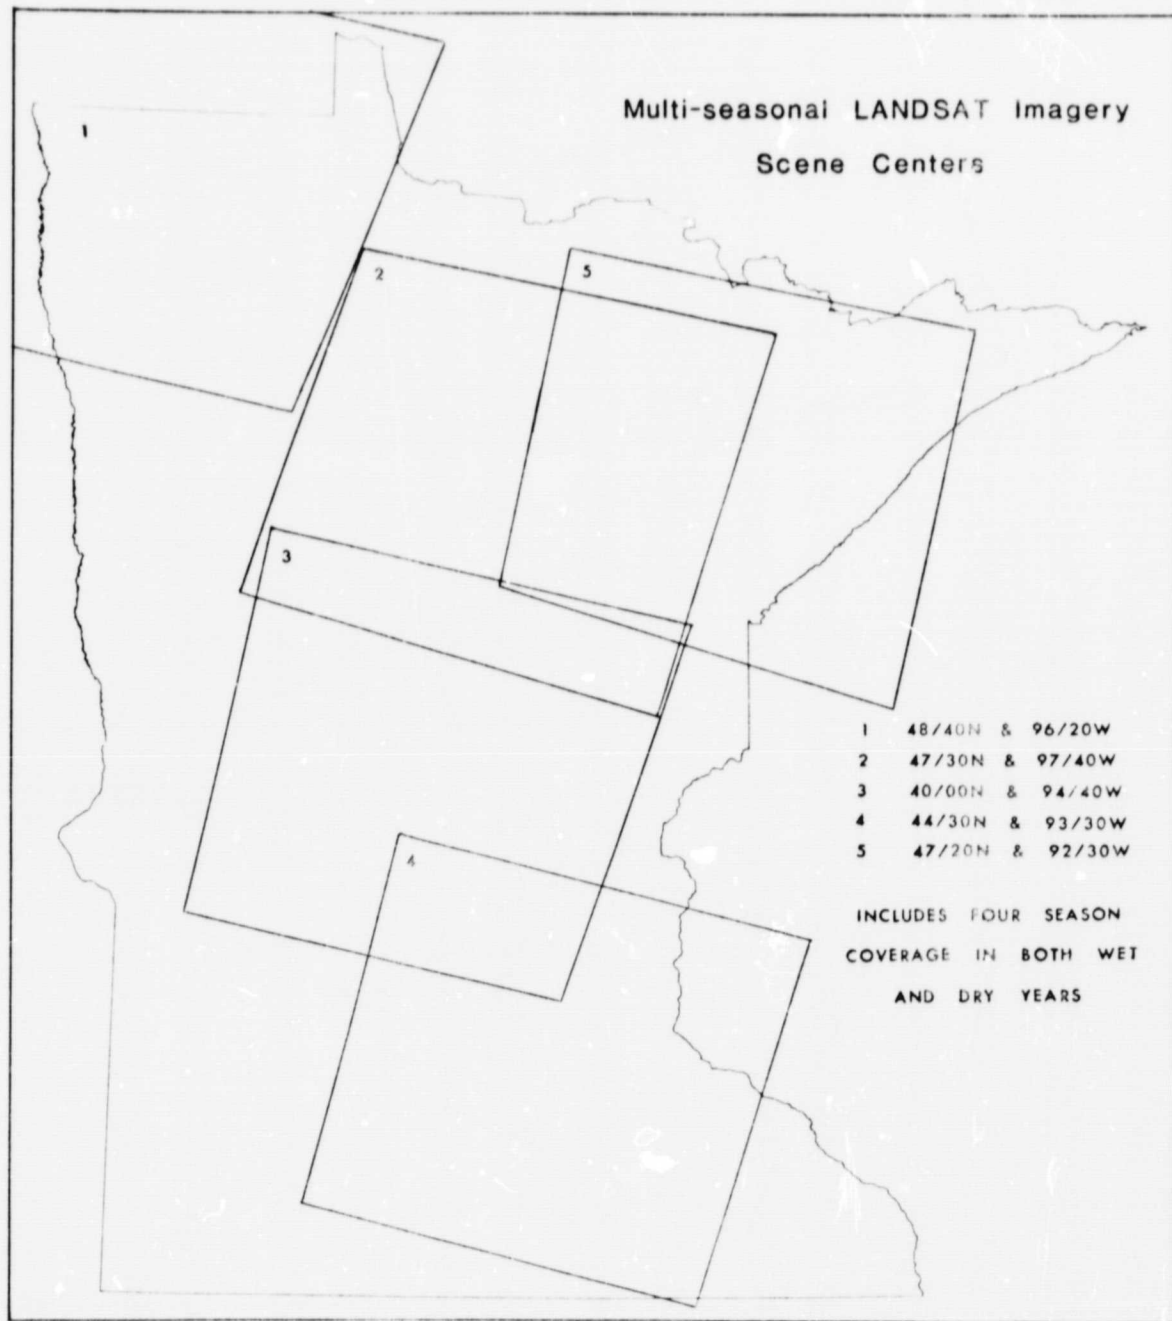 Multi-seasonal LANDSAT Imagery
Scene Centers
1
2
5
3
4
1 48/40N & 96/20W
2 47/30N & 97/40W
3 40/00N & 94/40W
4 44/30N & 93/30W
5 47/20N & 92/30W
INCLUDES FOUR SEASON
COVERAGE IN BOTH WET
AND DRY YEARS